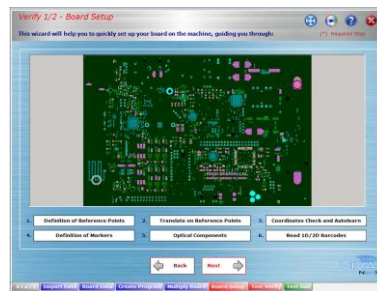 Verify 1/2 - Board Setup
This wizard will help you to quickly set up your board on the machine, guiding you through:
(*) Required Step
1. Definition of Reference Points
2. Translate on Reference Points
3. Coordinates Check and Autolearn
4. Definition of Markers
5. Optical Components
6. Read 1D/2D Barcodes
Back
Next
Start Import Data Board Data Create Program Multiply Board Board Setup Test Verify Test End